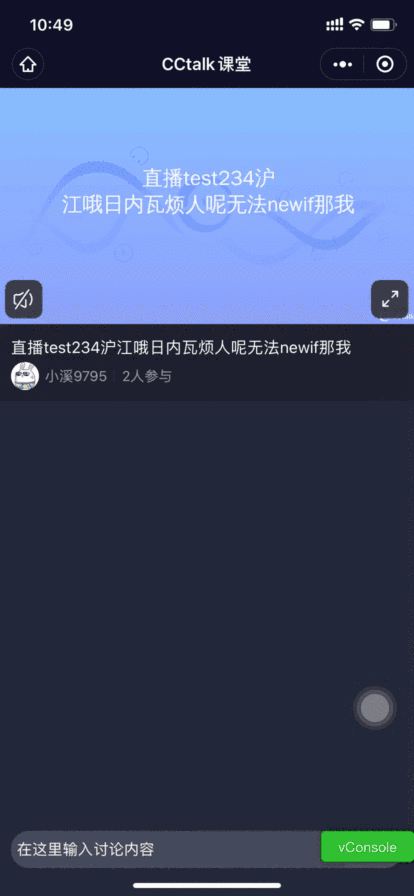 10:49
CCtalk 课堂
直播test234沪
江哦日内瓦烦人呢无法newif那我
直播test234沪江哦日内瓦烦人呢无法newif那我
小溪9795 | 2人参与
在这里输入讨论内容
vConsole